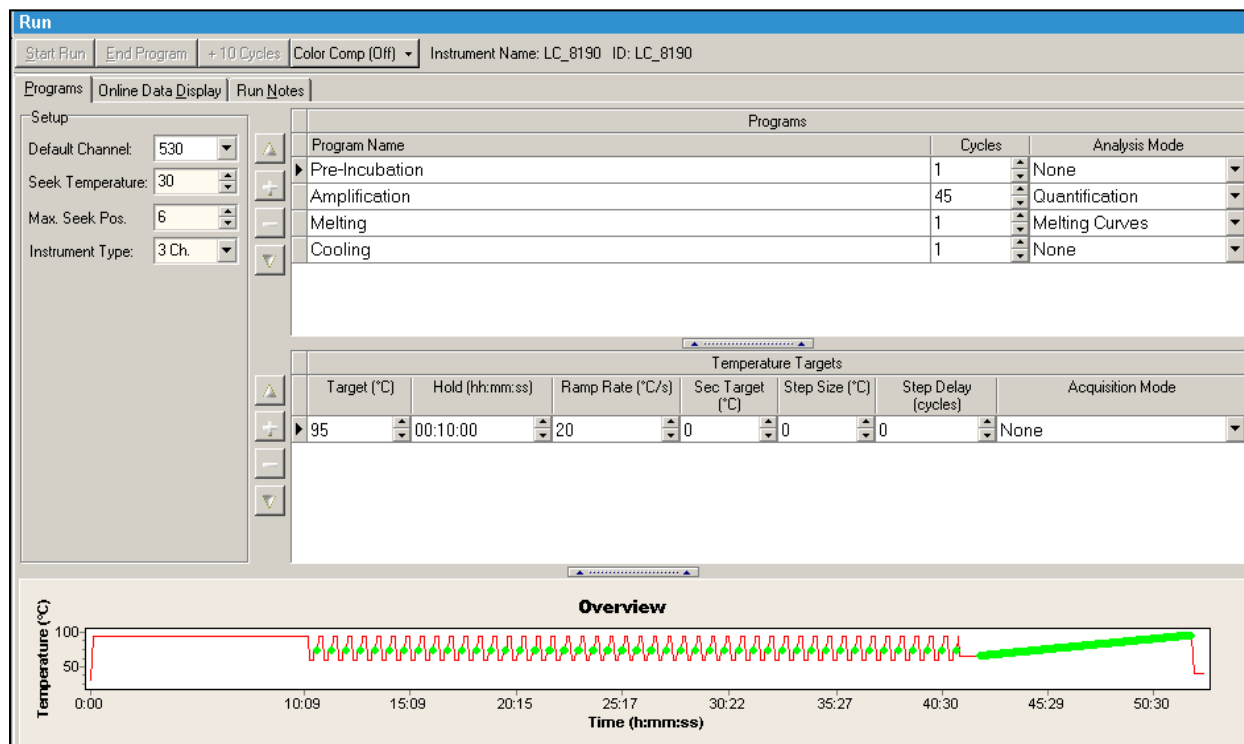 Run
Start Run End Program + 10 Cycles Color Comp (Off) Instrument Name: LC_8190 ID: LC_8190
Programs Online Data Display Run Notes
Setup
Default Channel: 530
Seek Temperature: 30
Max. Seek Pos. 6
Instrument Type: 3 Ch.
Programs
Program Name Cycles Analysis Mode
Pre-Incubation 1 None
Amplification 45 Quantification
Melting 1 Melting Curves
Cooling 1 None
Temperature Targets
Target (°C) Hold (hh:mm:ss) Ramp Rate (°C/s) Sec Target (°C) Step Size (°C) Step Delay (cycles) Acquisition Mode
95 00:10:00 20 0 0 0 None
Overview
Temperature (°C)
100
50
0:00 10:09 15:09 20:15 25:17 30:22 35:27 40:30 45:29 50:30
Time (h:mm:ss)